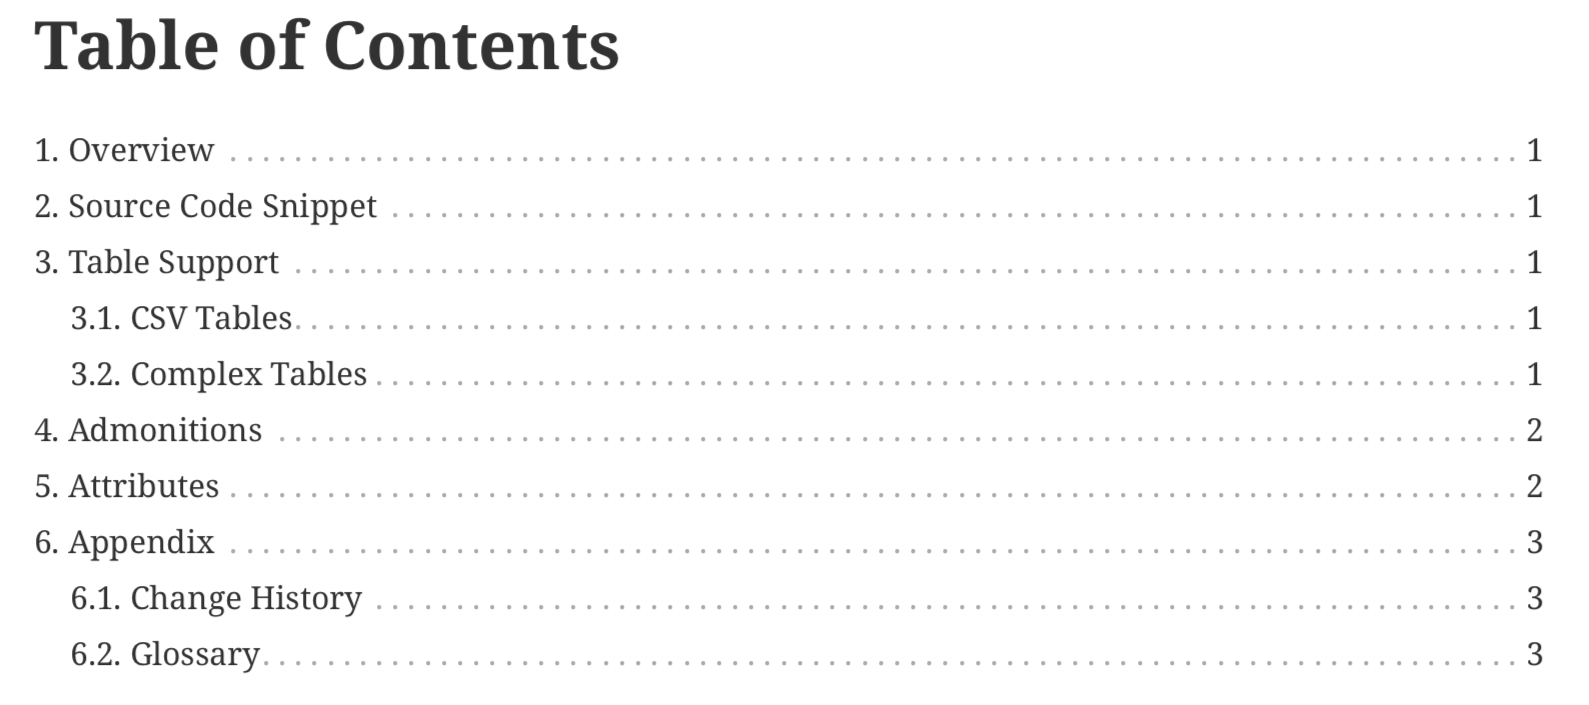 Table of Contents
1. Overview . . . . . . . . . . . . . . . . . . . . . . . . . . . . . . . . . . . . . . . . . . . . . . . . . . . . . . . . . . . . . . . . . . . . . . . . . . . . . . . . 1
2. Source Code Snippet . . . . . . . . . . . . . . . . . . . . . . . . . . . . . . . . . . . . . . . . . . . . . . . . . . . . . . . . . . . . . . . . . . . . . . 1
3. Table Support . . . . . . . . . . . . . . . . . . . . . . . . . . . . . . . . . . . . . . . . . . . . . . . . . . . . . . . . . . . . . . . . . . . . . . . . . . . . 1
3.1. CSV Tables. . . . . . . . . . . . . . . . . . . . . . . . . . . . . . . . . . . . . . . . . . . . . . . . . . . . . . . . . . . . . . . . . . . . . . . . . . . . 1
3.2. Complex Tables . . . . . . . . . . . . . . . . . . . . . . . . . . . . . . . . . . . . . . . . . . . . . . . . . . . . . . . . . . . . . . . . . . . . . . . 1
4. Admonitions . . . . . . . . . . . . . . . . . . . . . . . . . . . . . . . . . . . . . . . . . . . . . . . . . . . . . . . . . . . . . . . . . . . . . . . . . . . . . 2
5. Attributes . . . . . . . . . . . . . . . . . . . . . . . . . . . . . . . . . . . . . . . . . . . . . . . . . . . . . . . . . . . . . . . . . . . . . . . . . . . . . . . . 2
6. Appendix . . . . . . . . . . . . . . . . . . . . . . . . . . . . . . . . . . . . . . . . . . . . . . . . . . . . . . . . . . . . . . . . . . . . . . . . . . . . . . . . 3
6.1. Change History . . . . . . . . . . . . . . . . . . . . . . . . . . . . . . . . . . . . . . . . . . . . . . . . . . . . . . . . . . . . . . . . . . . . . . . 3
6.2. Glossary. . . . . . . . . . . . . . . . . . . . . . . . . . . . . . . . . . . . . . . . . . . . . . . . . . . . . . . . . . . . . . . . . . . . . . . . . . . . . . 3